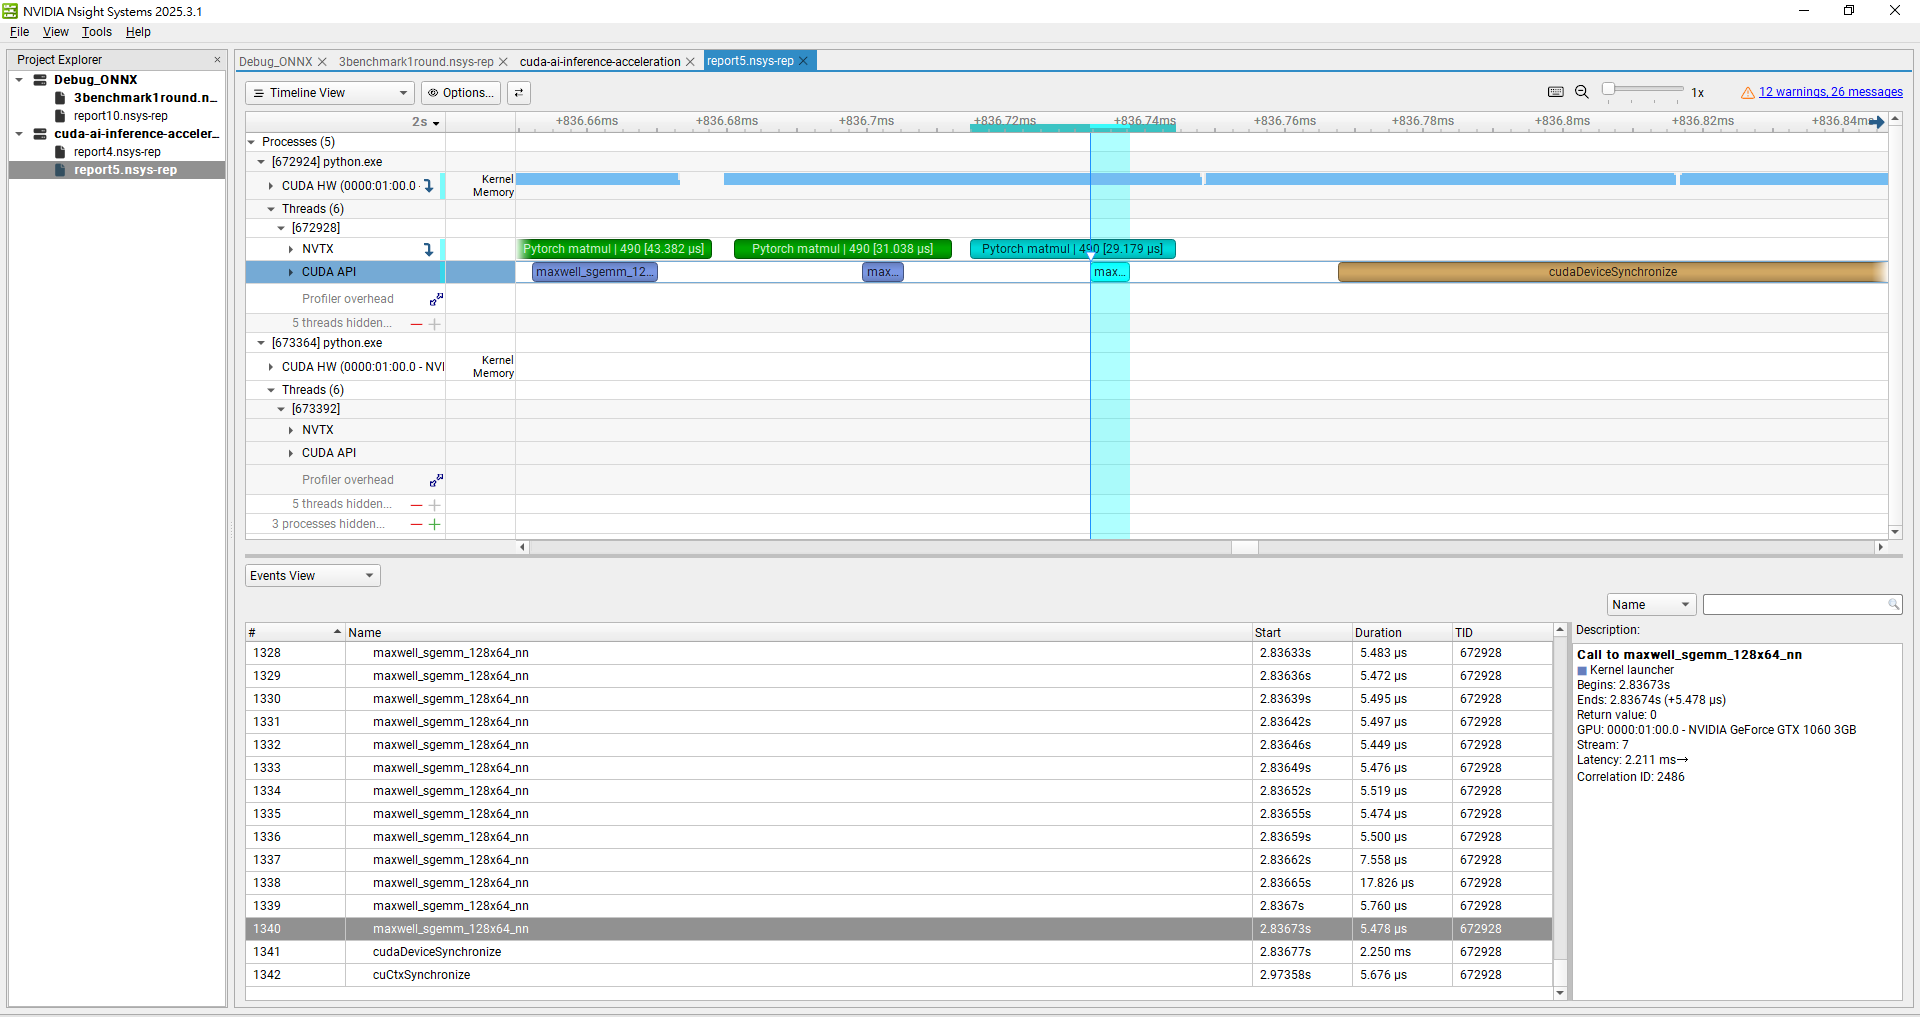 NVIDIA Nsight Systems 2025.3.1
File View Tools Help
Project Explorer
Debug_ONNX
3benchmark1round.n...
report10.nsys-rep
cuda-ai-inference-acceler...
report4.nsys-rep
report5.nsys-rep
Debug_ONNX 3benchmark1round.nsys-rep cuda-ai-inference-acceleration report5.nsys-rep
Timeline View Options... 1x 12 warnings, 26 messages
2s +836.66ms +836.68ms +836.7ms +836.72ms +836.74ms +836.76ms +836.78ms +836.8ms +836.82ms +836.84ms
Processes (5)
[672924] python.exe
CUDA HW (0000:01:00.0 Kernel
Memory
Threads (6)
[672928]
NVTX Pytorch matmul | 490 [43.382 µs] Pytorch matmul | 490 [31.038 µs] Pytorch matmul | 490 [29.179 µs]
CUDA API maxwell_sgemm_12... max... max... cudaDeviceSynchronize
Profiler overhead
5 threads hidden...
[673364] python.exe
CUDA HW (0000:01:00.0 - NVI Kernel
Memory
Threads (6)
[673392]
NVTX
CUDA API
Profiler overhead
5 threads hidden...
3 processes hidden...
Events View
Name
# Name Start Duration TID
1328 maxwell_sgemm_128x64_nn 2.83633s 5.483 µs 672928
1329 maxwell_sgemm_128x64_nn 2.83636s 5.472 µs 672928
1330 maxwell_sgemm_128x64_nn 2.83639s 5.495 µs 672928
1331 maxwell_sgemm_128x64_nn 2.83642s 5.497 µs 672928
1332 maxwell_sgemm_128x64_nn 2.83646s 5.449 µs 672928
1333 maxwell_sgemm_128x64_nn 2.83649s 5.476 µs 672928
1334 maxwell_sgemm_128x64_nn 2.83652s 5.519 µs 672928
1335 maxwell_sgemm_128x64_nn 2.83655s 5.474 µs 672928
1336 maxwell_sgemm_128x64_nn 2.83659s 5.500 µs 672928
1337 maxwell_sgemm_128x64_nn 2.83662s 7.558 µs 672928
1338 maxwell_sgemm_128x64_nn 2.83665s 17.826 µs 672928
1339 maxwell_sgemm_128x64_nn 2.8367s 5.760 µs 672928
1340 maxwell_sgemm_128x64_nn 2.83673s 5.478 µs 672928
1341 cudaDeviceSynchronize 2.83677s 2.250 ms 672928
1342 cuCtxSynchronize 2.97358s 5.676 µs 672928
Description:
Call to maxwell_sgemm_128x64_nn
Kernel launcher
Begins: 2.83673s
Ends: 2.83674s (+5.478 µs)
Return value: 0
GPU: 0000:01:00.0 - NVIDIA GeForce GTX 1060 3GB
Stream: 7
Latency: 2.211 ms→
Correlation ID: 2486